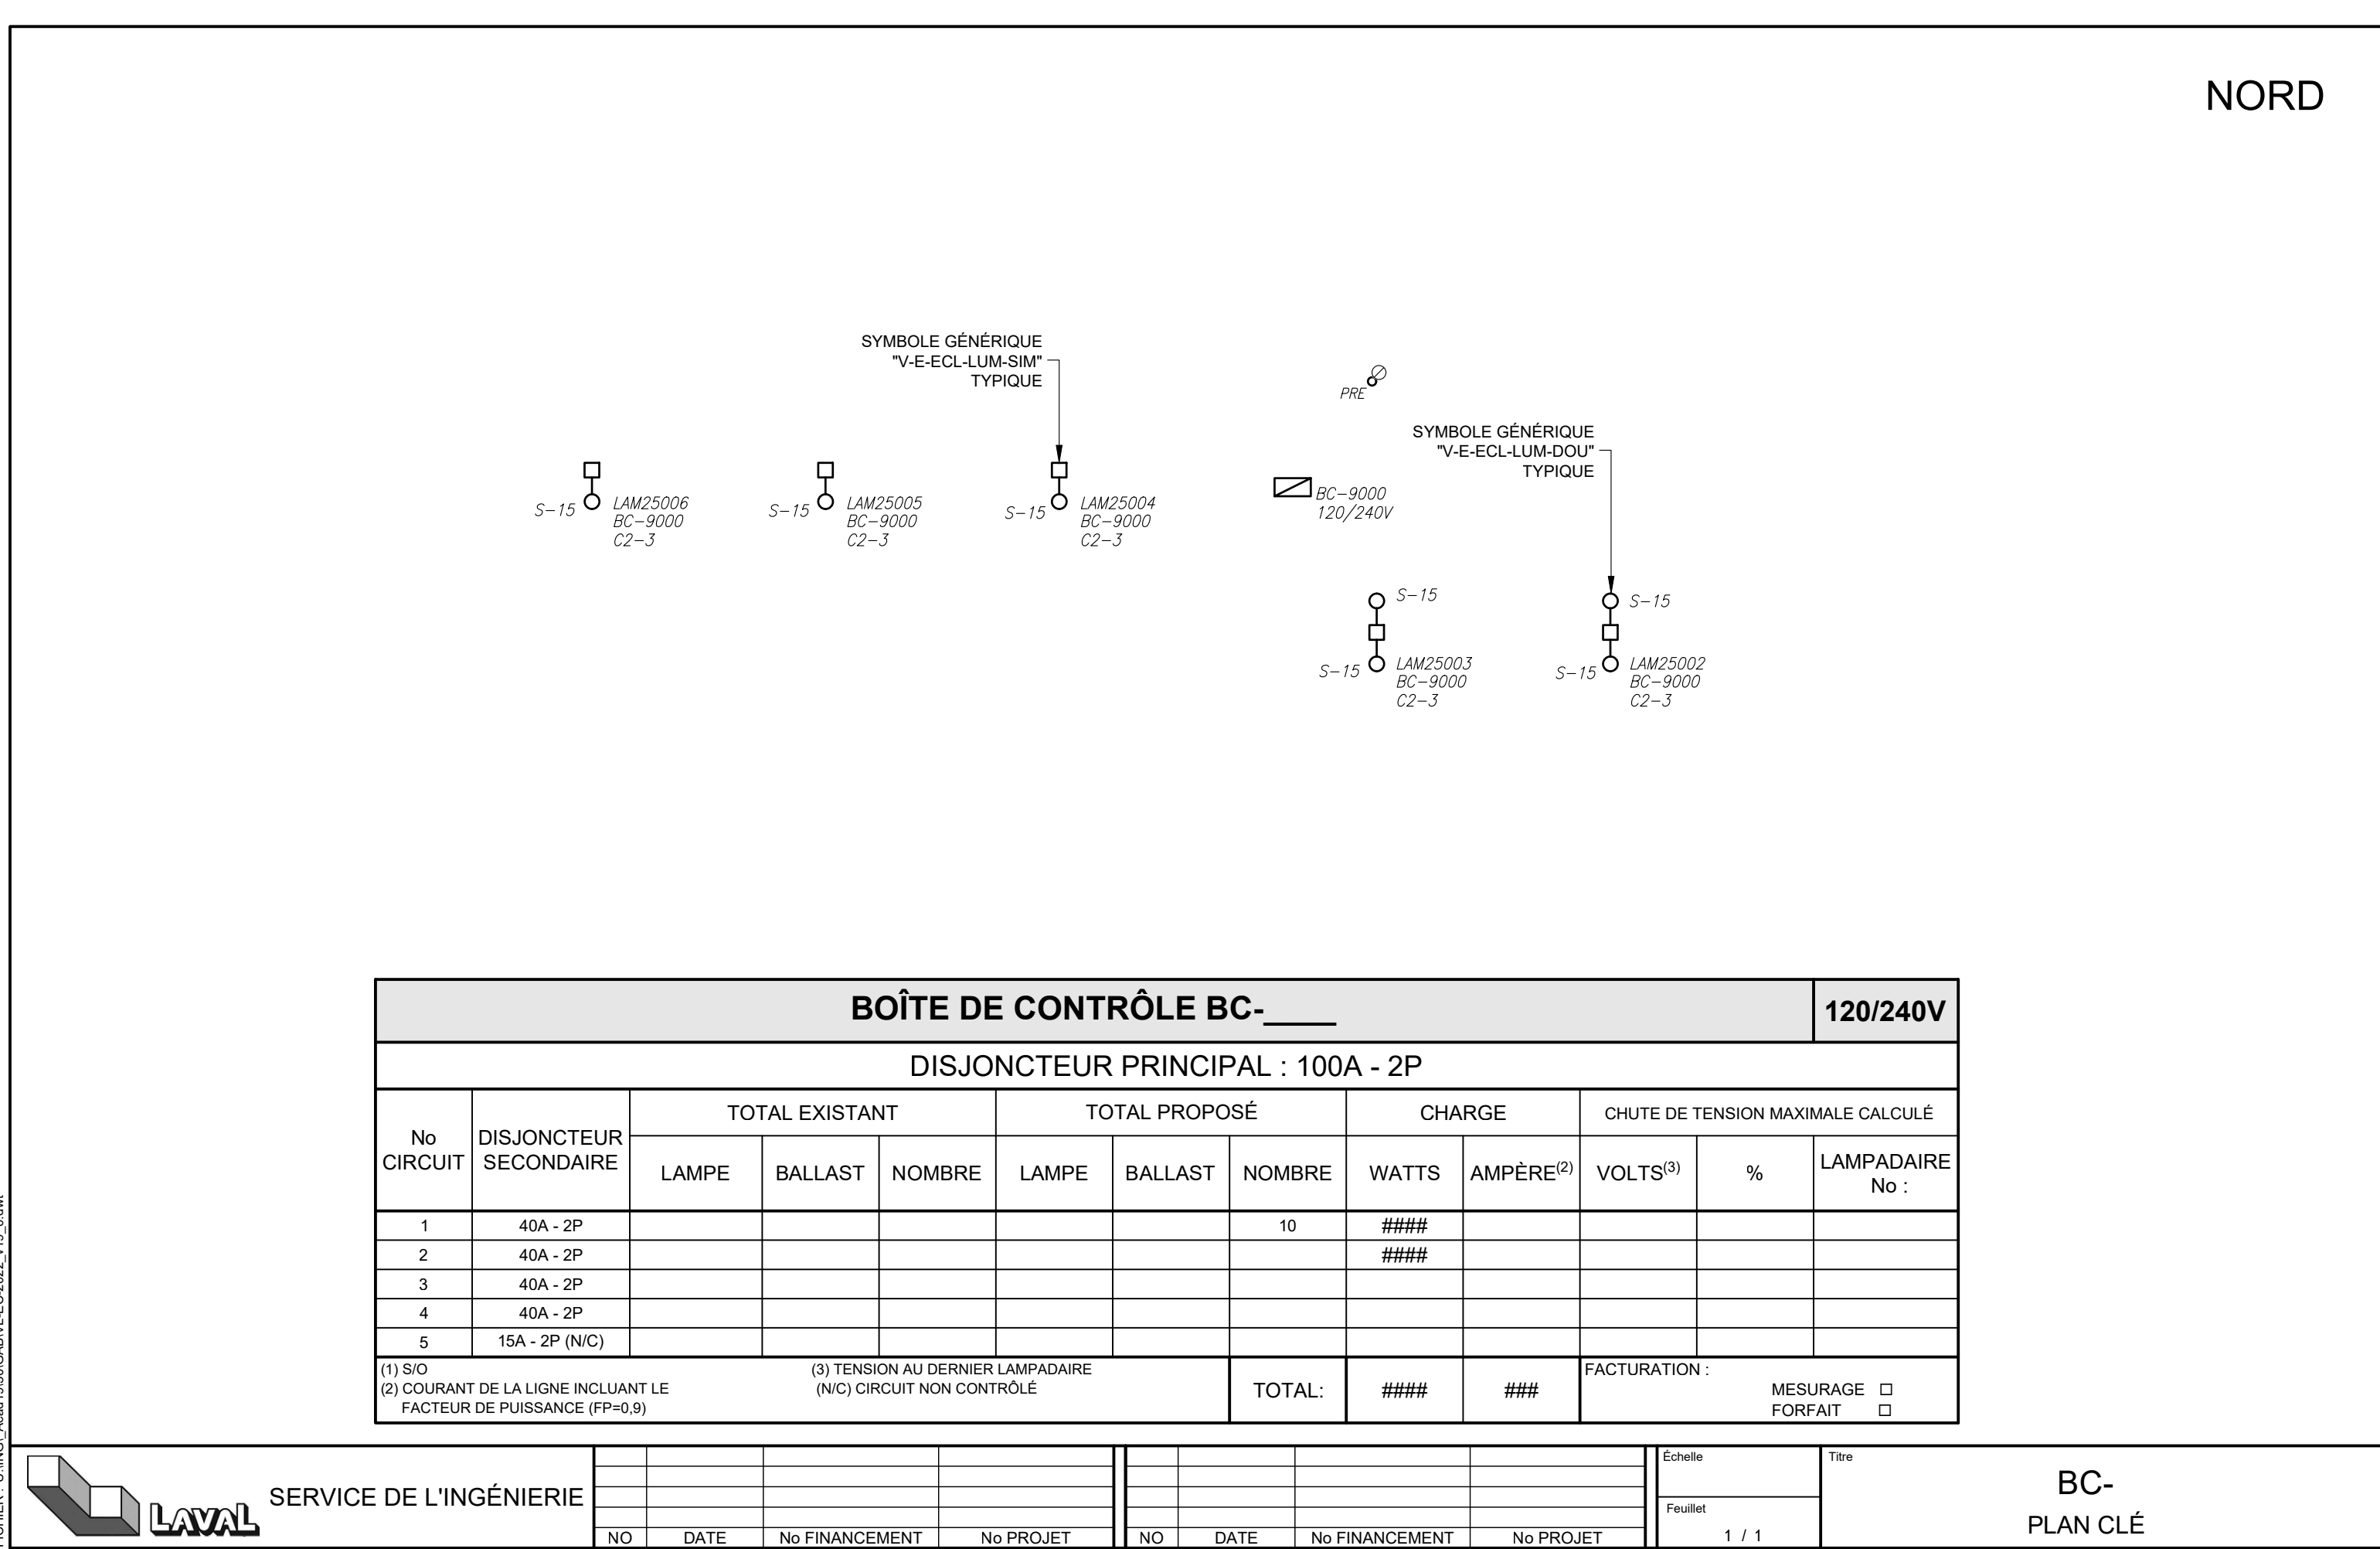 NORD
SYMBOLE GÉNÉRIQUE
"V-E-ECL-LUM-SIM"
TYPIQUE
PRE
SYMBOLE GÉNÉRIQUE
"V-E-ECL-LUM-DOU"
TYPIQUE
S-15
LAM25006
BC-9000
C2-3
S-15
LAM25005
BC-9000
C2-3
S-15
LAM25004
BC-9000
C2-3
BC-9000
120/240V
S-15
S-15
LAM25003
BC-9000
C2-3
S-15
S-15
LAM25002
BC-9000
C2-3
BOÎTE DE CONTRÔLE BC-____ 120/240V
DISJONCTEUR PRINCIPAL : 100A - 2P
No CIRCUIT
DISJONCTEUR SECONDAIRE
TOTAL EXISTANT
TOTAL PROPOSÉ
CHARGE
CHUTE DE TENSION MAXIMALE CALCULÉ
LAMPE BALLAST NOMBRE LAMPE BALLAST NOMBRE WATTS AMPÈRE(2) VOLTS(3) % LAMPADAIRE No :
1 40A - 2P 10 ####
2 40A - 2P ####
3 40A - 2P
4 40A - 2P
5 15A - 2P (N/C)
(1) S/O
(2) COURANT DE LA LIGNE INCLUANT LE
FACTEUR DE PUISSANCE (FP=0,9)
(3) TENSION AU DERNIER LAMPADAIRE
(N/C) CIRCUIT NON CONTRÔLÉ
TOTAL: #### ###
FACTURATION :
MESURAGE
FORFAIT
LAVAL
SERVICE DE L'INGÉNIERIE
NO DATE No FINANCEMENT No PROJET
NO DATE No FINANCEMENT No PROJET
Échelle
Feuillet
1 / 1
Titre
BC-
PLAN CLÉ